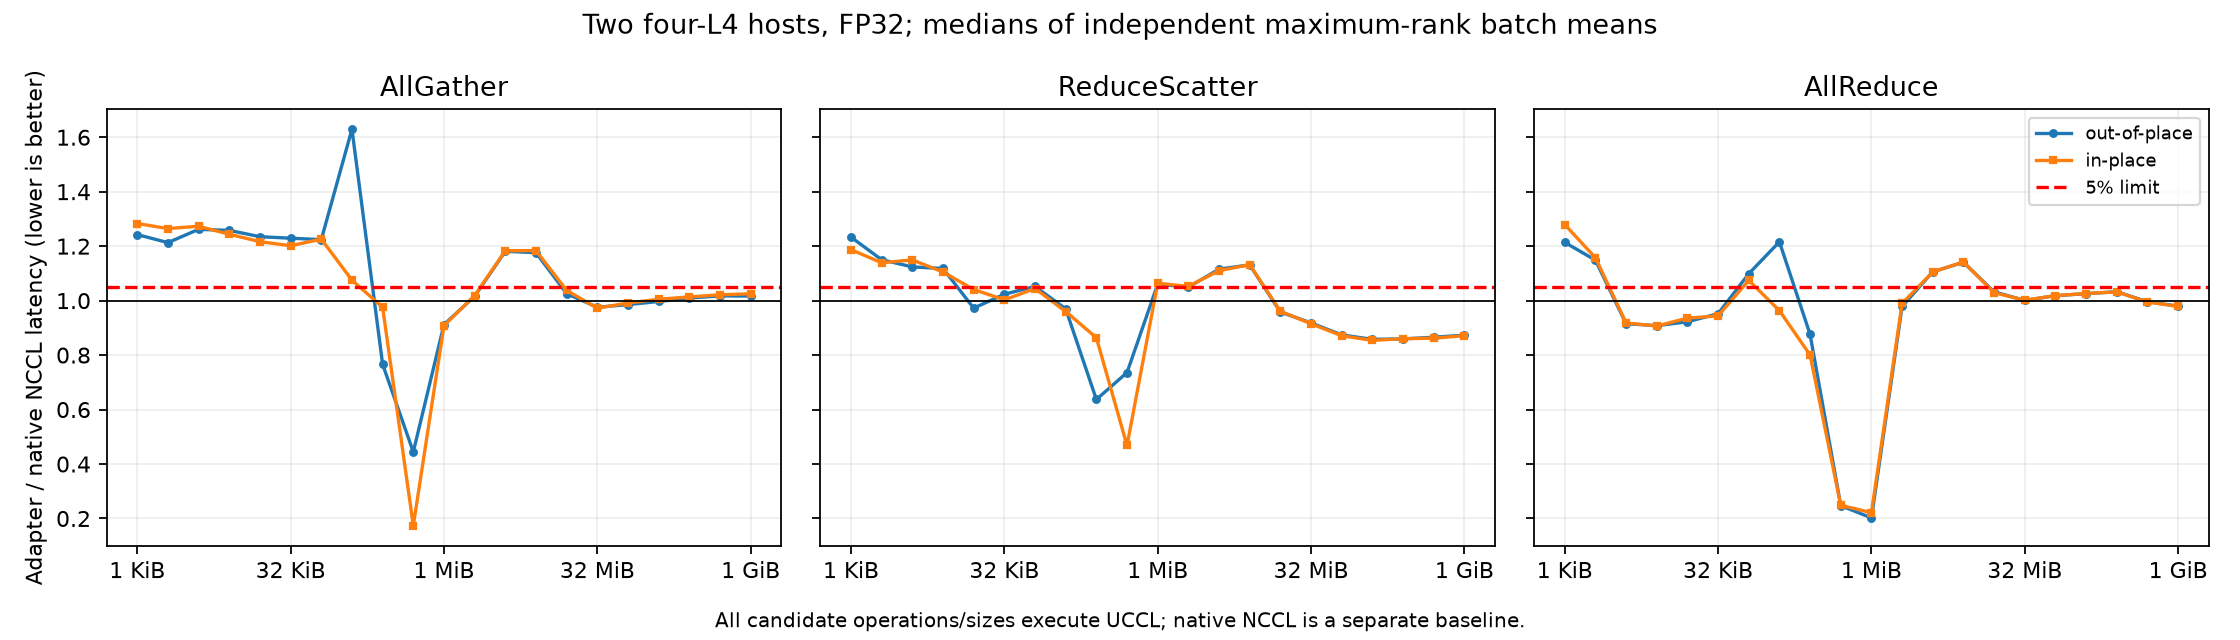 Two four-L4 hosts, FP32; medians of independent maximum-rank batch means
Adapter / native NCCL latency (lower is better)
AllGather
1.6
1.4
1.2
1.0
0.8
0.6
0.4
0.2
1 KiB
32 KiB
1 MiB
32 MiB
1 GiB
ReduceScatter
1 KiB
32 KiB
1 MiB
32 MiB
1 GiB
AllReduce
out-of-place
in-place
5% limit
1 KiB
32 KiB
1 MiB
32 MiB
1 GiB
All candidate operations/sizes execute UCCL; native NCCL is a separate baseline.